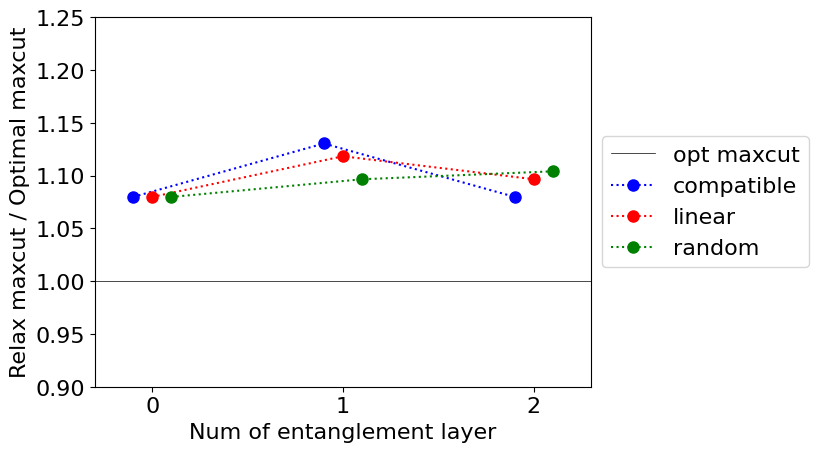 Relax maxcut / Optimal maxcut
1.25
1.20
1.15
1.10
1.05
1.00
0.95
0.90
0
1
2
Num of entanglement layer
opt maxcut
compatible
linear
random